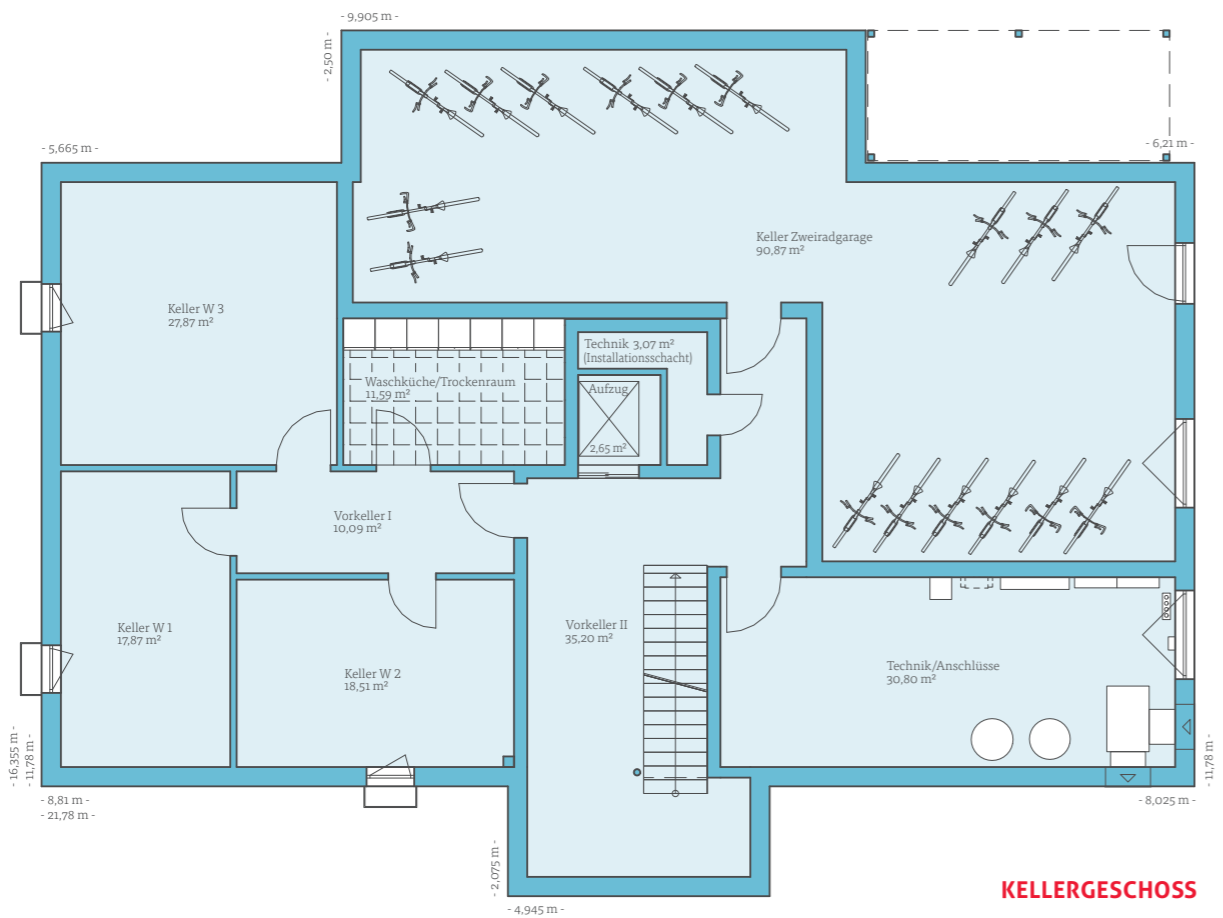 - 9,905 m -
- 2,50 m -
- 5,665 m -
- 6,21 m -
Keller Zweiradgarage
90,87 m²
Keller W 3
27,87 m²
Technik 3,07 m²
(Installationsschacht)
Waschküche/Trockenraum
11,59 m²
Aufzug
2,65 m²
Vorkeller I
10,09 m²
Keller W 1
17,87 m²
Vorkeller II
35,20 m²
Keller W 2
18,51 m²
Technik/Anschlüsse
30,80 m²
- 16,355 m -
- 11,78 m -
- 11,78 m -
- 8,81 m -
- 21,78 m -
- 8,025 m -
- 2,075 m -
- 4,945 m -
KELLERGESCHOSS